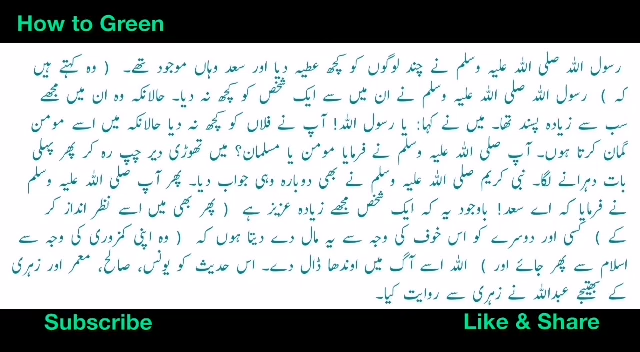 How to Green
رسول اللہ صلی اللہ علیہ وسلم نے چند لوگوں کو کچھ عطیہ دیا اور سعد وہاں موجود تھے۔ ( وہ کہتے ہیں
کہ ) رسول اللہ صلی اللہ علیہ وسلم نے ان میں سے ایک شخص کو کچھ نہ دیا۔ حالانکہ وہ ان میں مجھے
سب سے زیادہ پسند تھا۔ میں نے کہا: یا رسول اللہ! آپ نے فلاں کو کچھ نہ دیا حالانکہ میں اسے مومن
گمان کرتا ہوں۔ آپ صلی اللہ علیہ وسلم نے فرمایا مومن یا مسلمان؟ میں تھوڑی دیر چپ رہ کر پھر پہلی
بات دہرانے لگا۔ نبی کریم صلی اللہ علیہ وسلم نے بھی دوبارہ وہی جواب دیا۔ پھر آپ صلی اللہ علیہ وسلم
نے فرمایا کہ اے سعد! باوجود یہ کہ ایک شخص مجھے زیادہ عزیز ہے ( پھر بھی میں اسے نظر انداز کر
کے ) کسی اور دوسرے کو اس خوف کی وجہ سے یہ مال دے دیتا ہوں کہ ( وہ اپنی کمزوری کی وجہ سے
اسلام سے پھر جائے اور ) اللہ اسے آگ میں اوندھا ڈال دے۔ اس حدیث کو یونس، صالح، معمر اور زہری
کے بھتیجے عبداللہ نے زہری سے روایت کیا۔
Subscribe
Like & Share